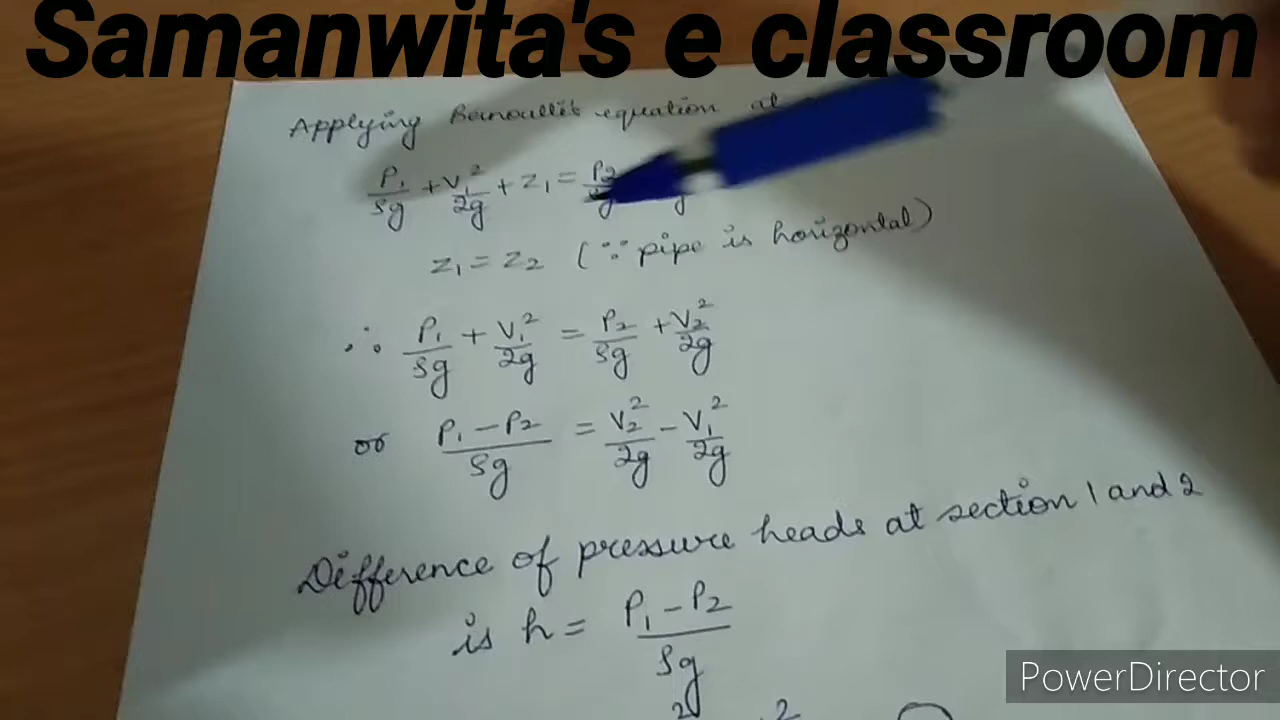 Samanwita's e classroom
Applying Bernoulli's equation at
P₁/ρg + V₁²/2g + z₁ = P₂/ρg
z₁ = z₂ (∵ pipe is horizontal)
∴ P₁/ρg + V₁²/2g = P₂/ρg + V₂²/2g
or P₁ - P₂/ρg = V₂²/2g - V₁²/2g
Difference of pressure heads at section 1 and 2
is h = P₁ - P₂/ρg
PowerDirector